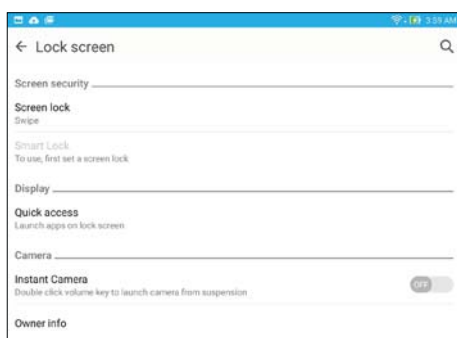 3:59 AM
Lock screen
Screen security
Screen lock
Swipe
Smart Lock
To use, first set a screen lock
Display
Quick access
Launch apps on lock screen
Camera
Instant Camera
OFF
Double click volume key to launch camera from suspension
Owner info